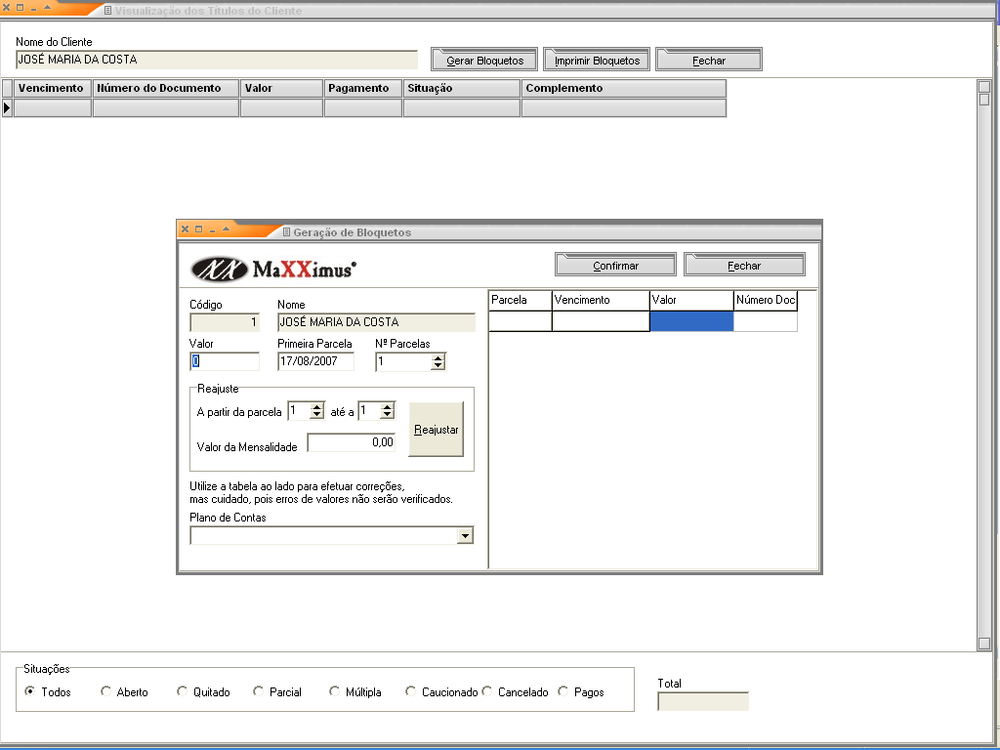 Visualização dos Títulos do Cliente
Nome do Cliente
JOSÉ MARIA DA COSTA
Gerar Bloquetos Imprimir Bloquetos Fechar
Vencimento Número do Documento Valor Pagamento Situação Complemento
Geração de Bloquetos
XX MaXXimus
Confirmar Fechar
Código Nome
1 JOSÉ MARIA DA COSTA
Valor Primeira Parcela Nº Parcelas
0 17/08/2007 1
Reajuste
A partir da parcela 1 até a 1
Reajustar
Valor da Mensalidade 0,00
Utilize a tabela ao lado para efetuar correções,
mas cuidado, pois erros de valores não serão verificados.
Plano de Contas
Parcela Vencimento Valor Número Doc
Situações
Todos Aberto Quitado Parcial Múltipla Caucionado Cancelado Pagos
Total